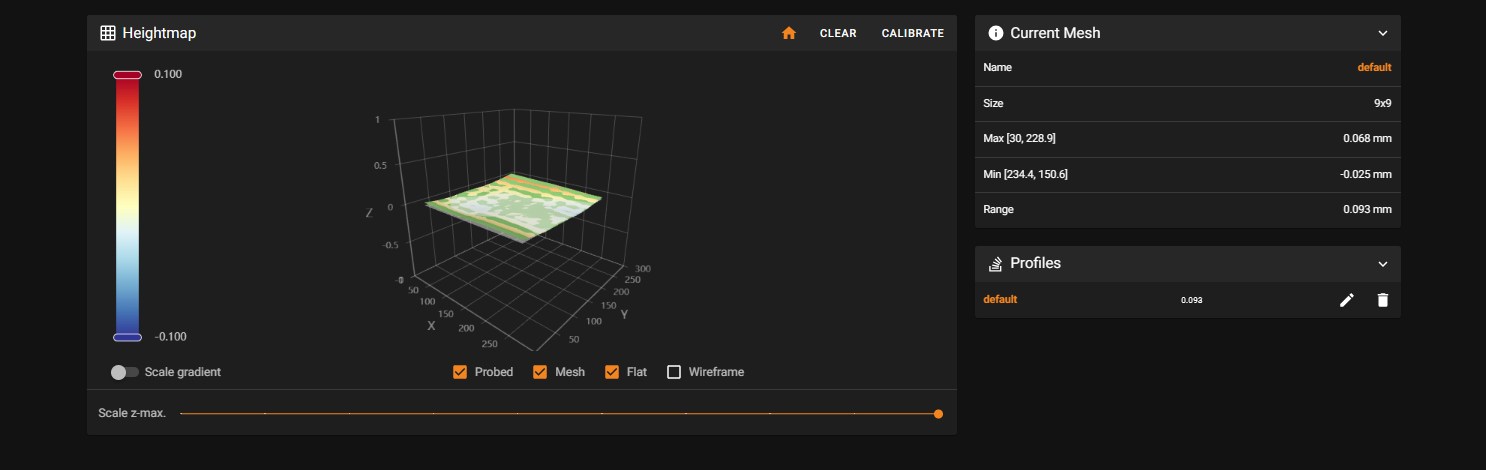 Heightmap
CLEAR
CALIBRATE
0.100
-0.100
1
0.5
0
-0.5
Z
50
100
150
200
250
X
50
100
150
200
250
300
Y
Scale gradient
Probed
Mesh
Flat
Wireframe
Scale z-max.
Current Mesh
Name default
Size 9x9
Max [30, 228.9] 0.068 mm
Min [234.4, 150.6] -0.025 mm
Range 0.093 mm
Profiles
default 0.093